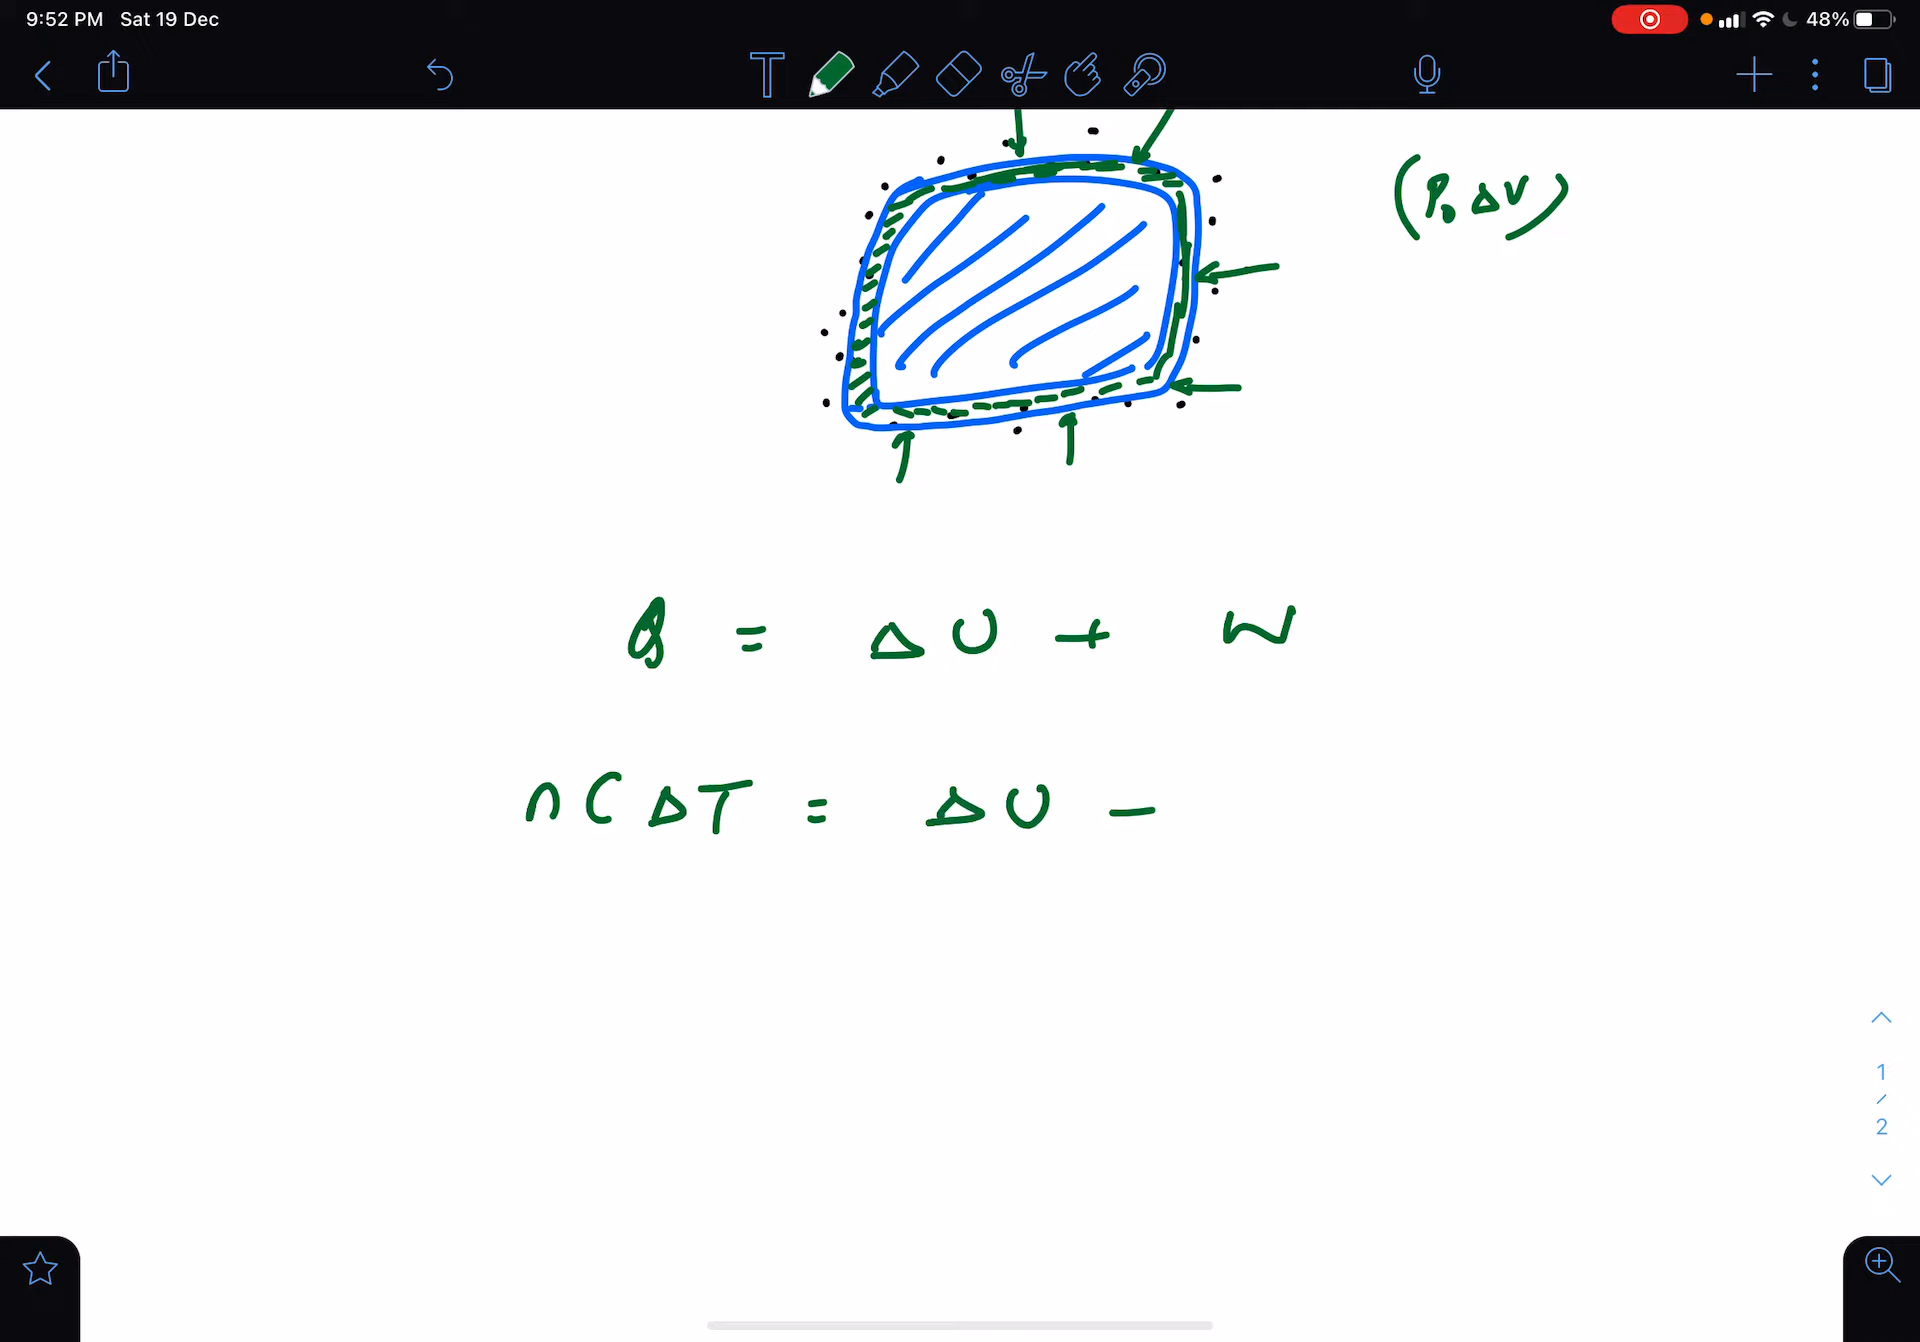 9:52 PM Sat 19 Dec
48%
T
(P₀ ΔV)
Q = ΔU + W
nCΔT = ΔU -
1
/
2